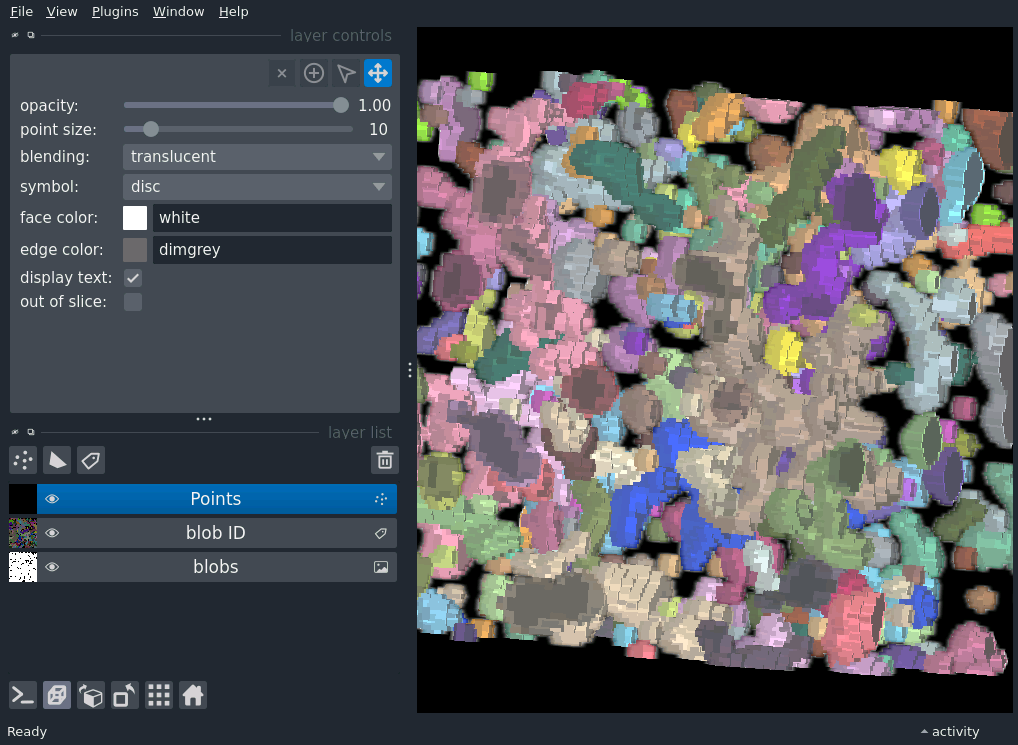 File View Plugins Window Help
layer controls
opacity: 1.00
point size: 10
blending: translucent
symbol: disc
face color: white
edge color: dimgrey
display text:
out of slice:
layer list
Points
blob ID
blobs
Ready
activity